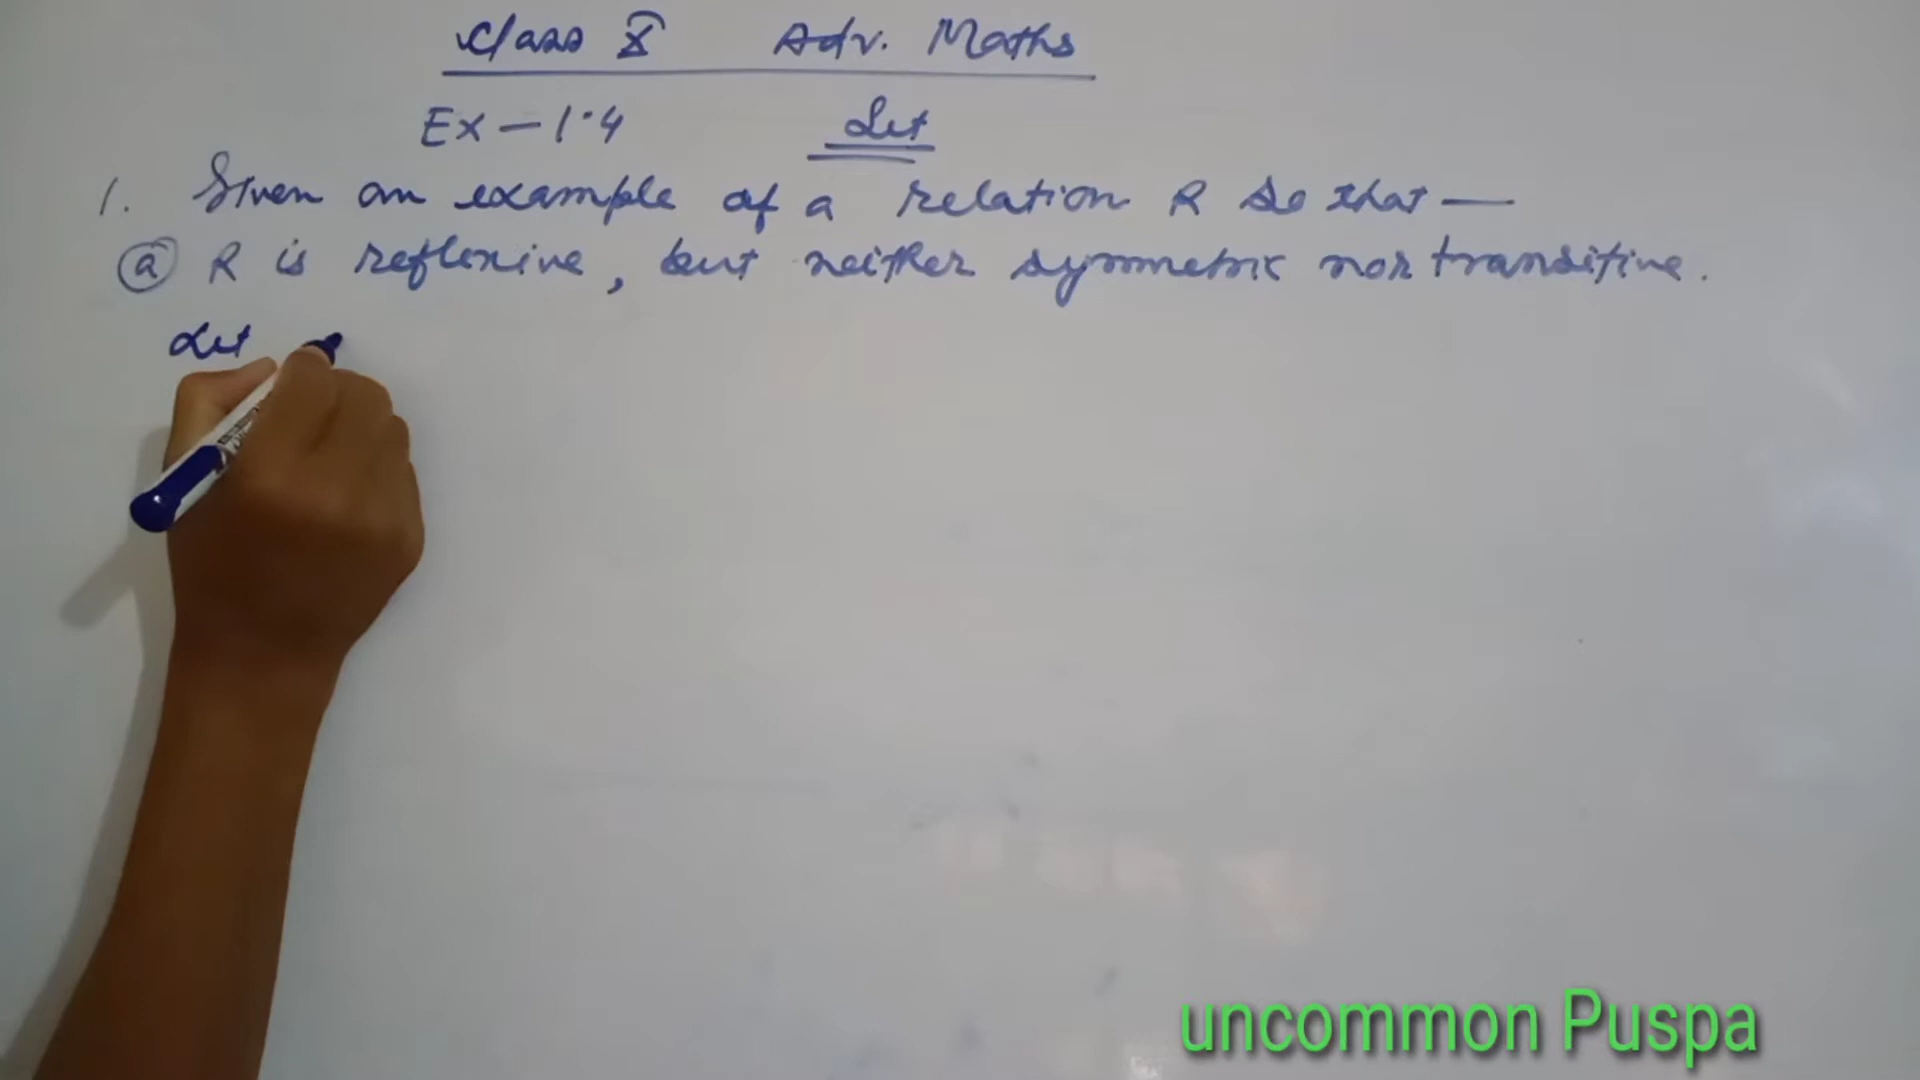 Class X Adv. Maths
Ex - 1.4 Set
1. Given an example of a relation R so that —
(a) R is reflexive, but neither symmetric nor transitive.
Let
uncommon Puspa